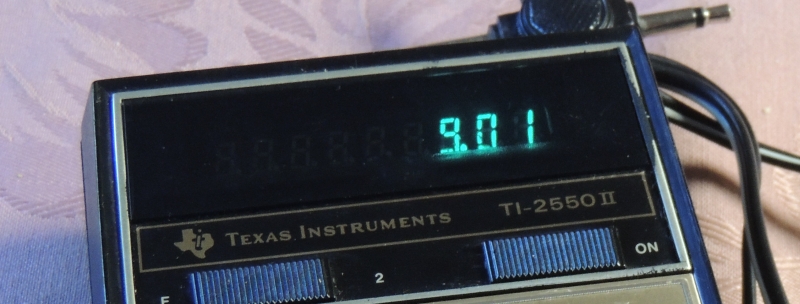 9.01
TEXAS INSTRUMENTS TI-2550 II
F 2 ON